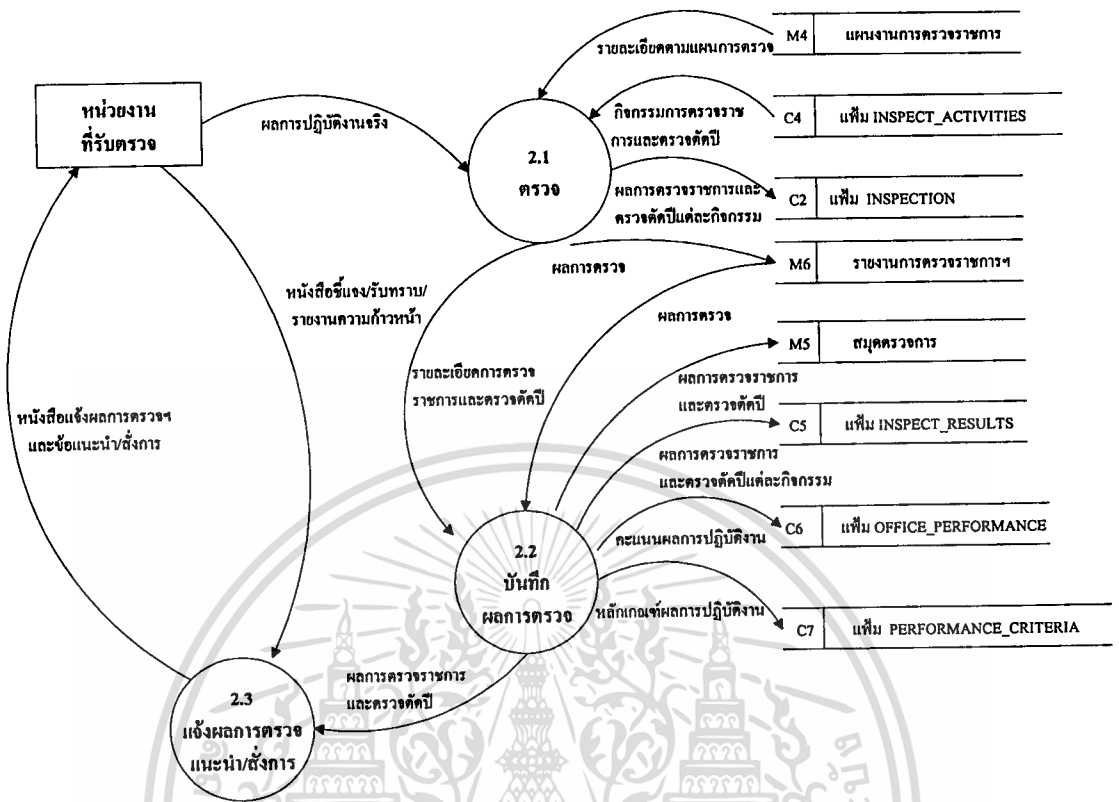 M4 แผนงานการตรวจราชการ
รายละเอียดตามแผนการตรวจ
หน่วยงาน
ที่รับตรวจ
ผลการปฏิบัติงานจริง
กิจกรรมการตรวจราช
การและตรวจตัดปี
C4 แฟ้ม INSPECT_ACTIVITIES
2.1
ตรวจ
ผลการตรวจราชการและ
ตรวจตัดปีแต่ละกิจกรรม
C2 แฟ้ม INSPECTION
ผลการตรวจ
M6 รายงานการตรวจราชการฯ
หนังสือชี้แจง/รับทราบ/
รายงานความก้าวหน้า
ผลการตรวจ
M5 สมุดตรวจการ
รายละเอียดการตรวจ
ราชการและตรวจตัดปี
ผลการตรวจราชการ
และตรวจตัดปี
หนังสือแจ้งผลการตรวจฯ
และข้อแนะนำ/สั่งการ
C5 แฟ้ม INSPECT_RESULTS
ผลการตรวจราชการ
และตรวจตัดปีแต่ละกิจกรรม
C6 แฟ้ม OFFICE_PERFORMANCE
คะแนนผลการปฏิบัติงาน
2.2
บันทึก
ผลการตรวจ
หลักเกณฑ์ผลการปฏิบัติงาน
C7 แฟ้ม PERFORMANCE_CRITERIA
ผลการตรวจราชการ
และตรวจตัดปี
2.3
แจ้งผลการตรวจ
แนะนำ/สั่งการ